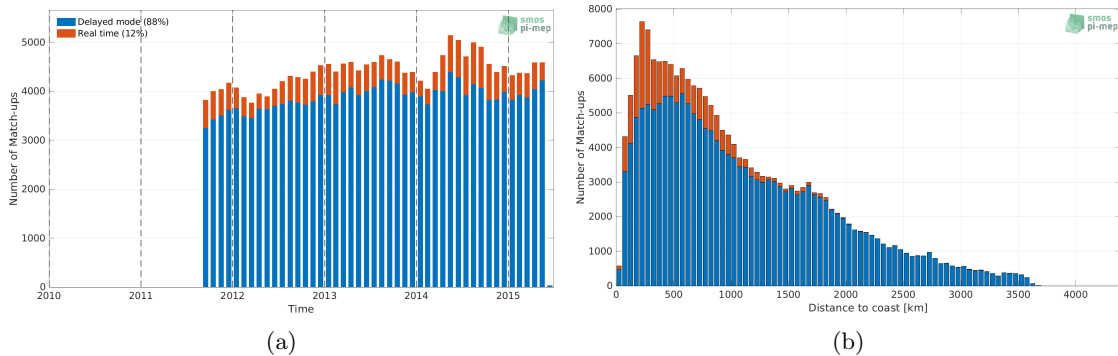 Delayed mode (88%)
Real time (12%)
smos
pi-mep
Number of Match-ups
5000
4000
3000
2000
1000
0
2010 2011 2012 2013 2014 2015
Time
(a)
smos
pi-mep
Number of Match-ups
8000
7000
6000
5000
4000
3000
2000
1000
0
0 500 1000 1500 2000 2500 3000 3500 4000
Distance to coast [km]
(b)